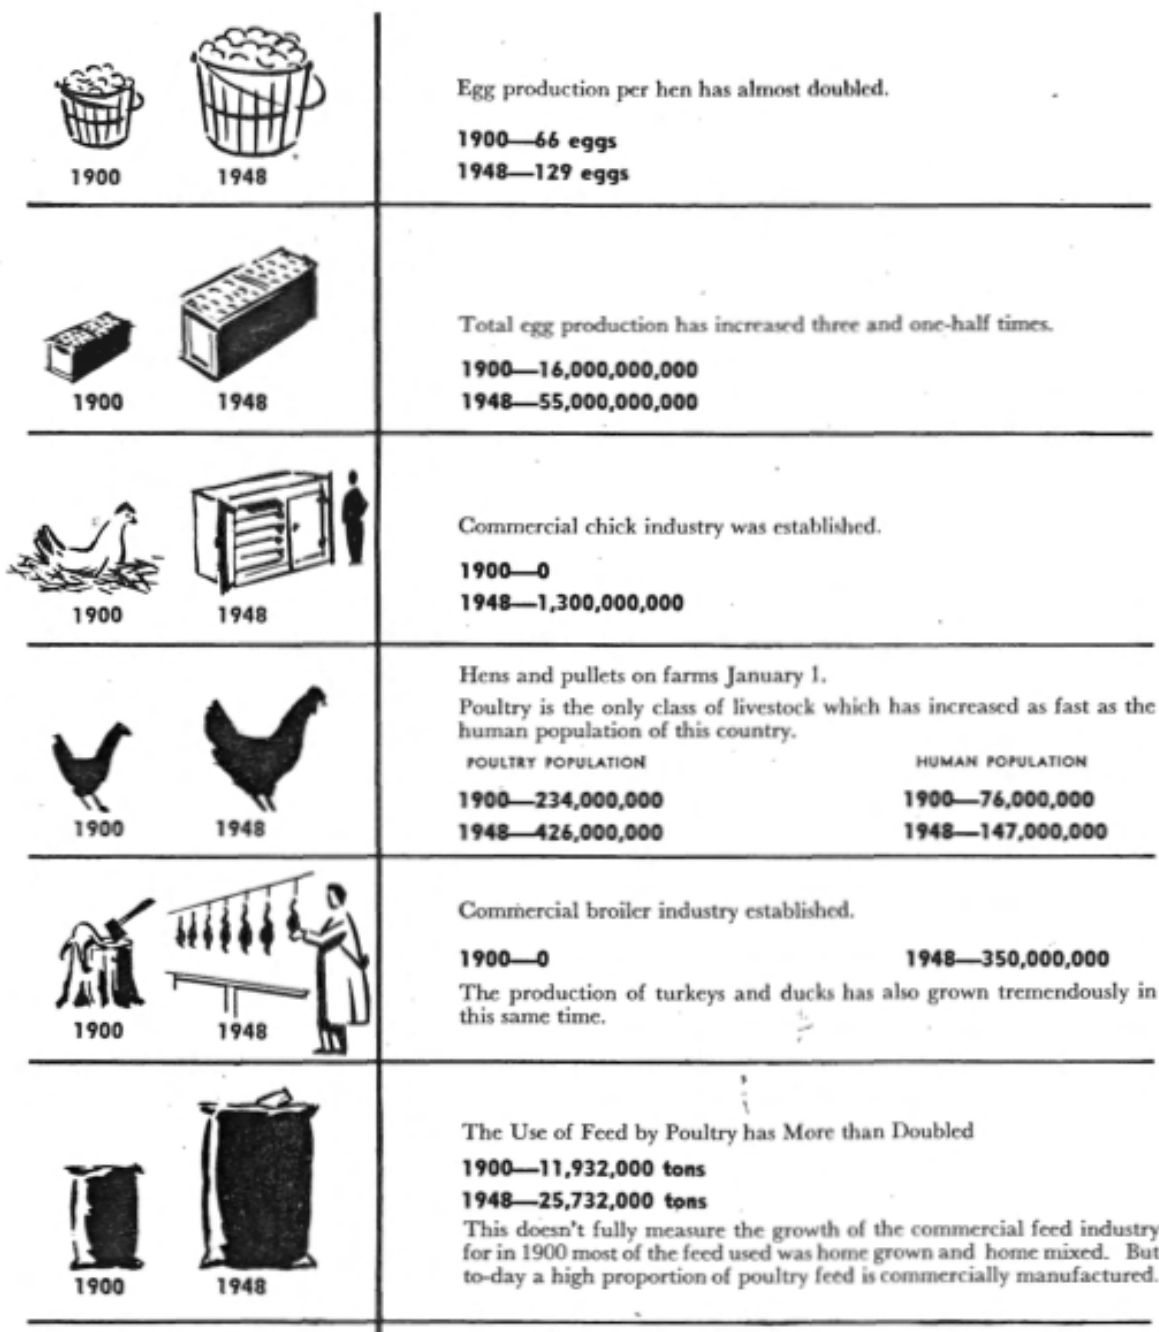 1900 1948
Egg production per hen has almost doubled.
1900—66 eggs
1948—129 eggs
1900 1948
Total egg production has increased three and one-half times.
1900—16,000,000,000
1948—55,000,000,000
1900 1948
Commercial chick industry was established.
1900—0
1948—1,300,000,000
1900 1948
Hens and pullets on farms January 1.
Poultry is the only class of livestock which has increased as fast as the
human population of this country.
POULTRY POPULATION HUMAN POPULATION
1900—234,000,000 1900—76,000,000
1948—426,000,000 1948—147,000,000
1900 1948
Commercial broiler industry established.
1900—0 1948—350,000,000
The production of turkeys and ducks has also grown tremendously in
this same time.
1900 1948
The Use of Feed by Poultry has More than Doubled
1900—11,932,000 tons
1948—25,732,000 tons
This doesn't fully measure the growth of the commercial feed industry
for in 1900 most of the feed used was home grown and home mixed. But
to-day a high proportion of poultry feed is commercially manufactured.
1900 1948